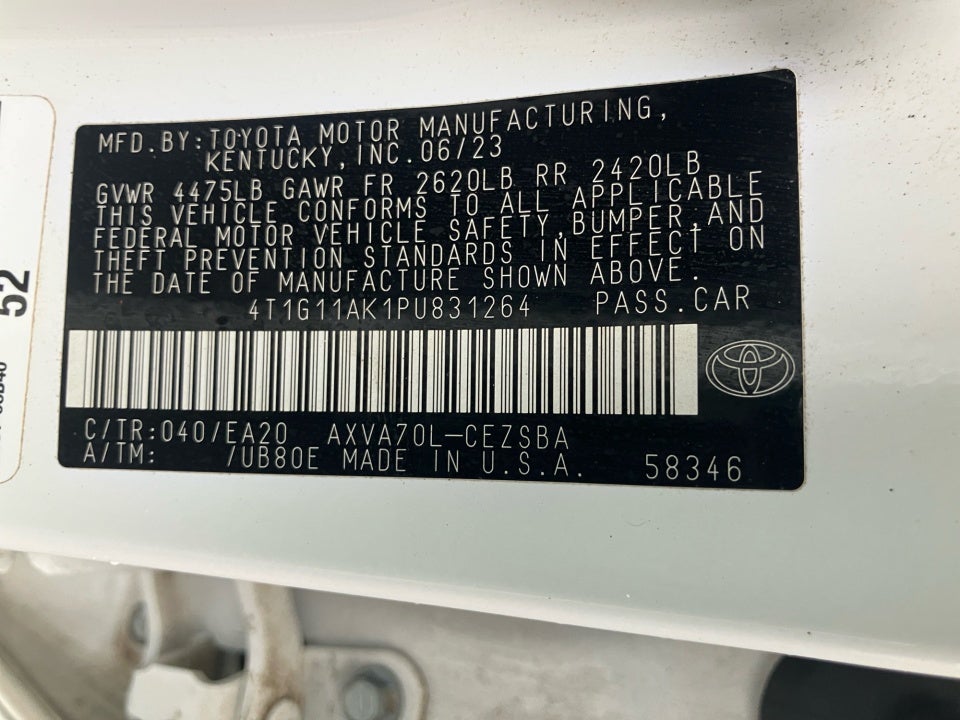 MFD.BY:TOYOTA MOTOR MANUFACTURING,
KENTUCKY,INC.06/23
GVWR 4475LB GAWR FR 2620LB RR 2420LB
THIS VEHICLE CONFORMS TO ALL APPLICABLE
FEDERAL MOTOR VEHICLE SAFETY,BUMPER,AND
THEFT PREVENTION STANDARDS IN EFFECT ON
THE DATE OF MANUFACTURE SHOWN ABOVE.
4T1G11AK1PU831264 PASS.CAR
C/TR:040/EA20 AXVA70L-CEZSBA
A/TM: /UB80E MADE IN U.S.A. 58346
52